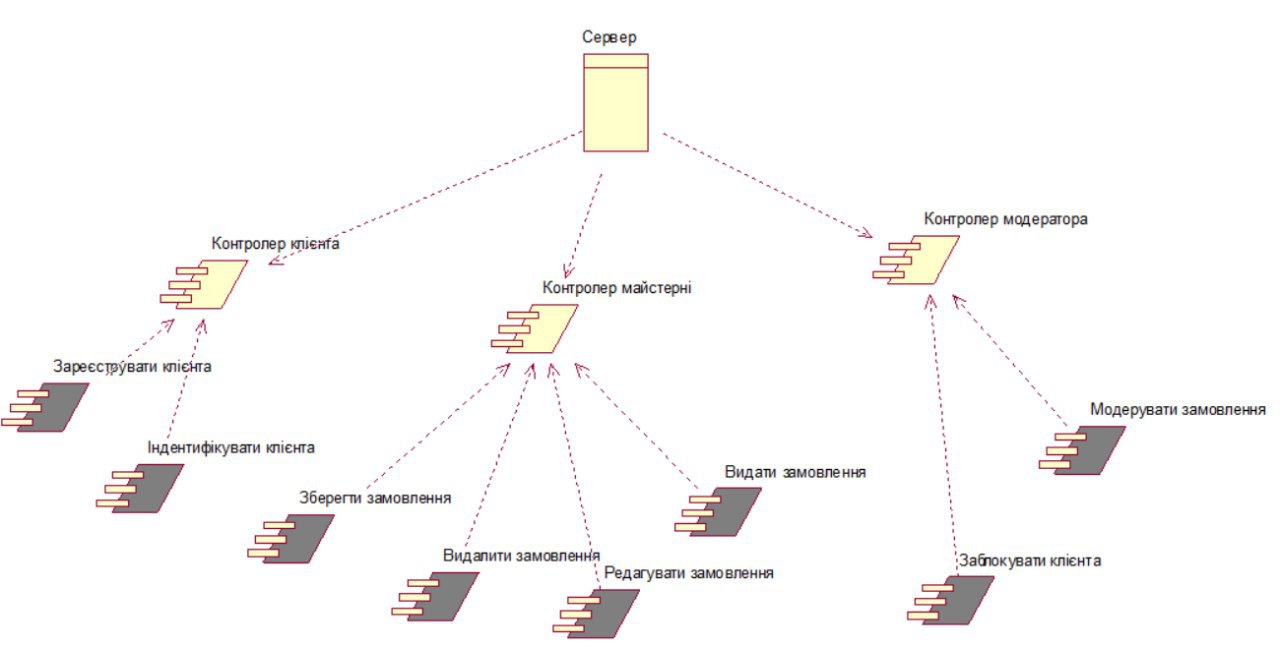 Сервер
Контролер модератора
Контролер клієнта
Контролер майстерні
Зареєструвати клієнта
Модерувати замовлення
Індентифікувати клієнта
Видати замовлення
Зберегти замовлення
Видалити замовлення
Заблокувати клієнта
Редагувати замовлення